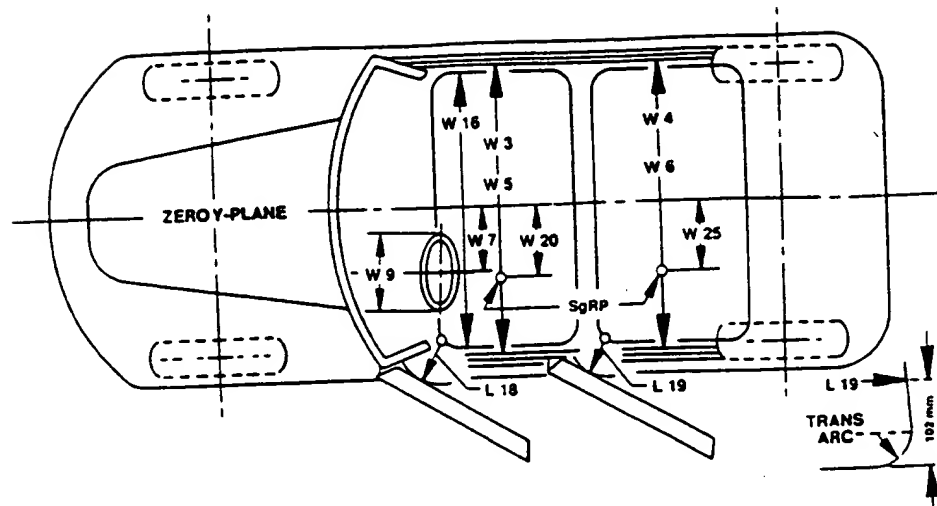 W 16
W 4
W 3
W 5
W 6
ZERO Y-PLANE
W 7
W 20
W 25
W 9
SgRP
L 18
L 19
L 19
TRANS
ARC
102 mm